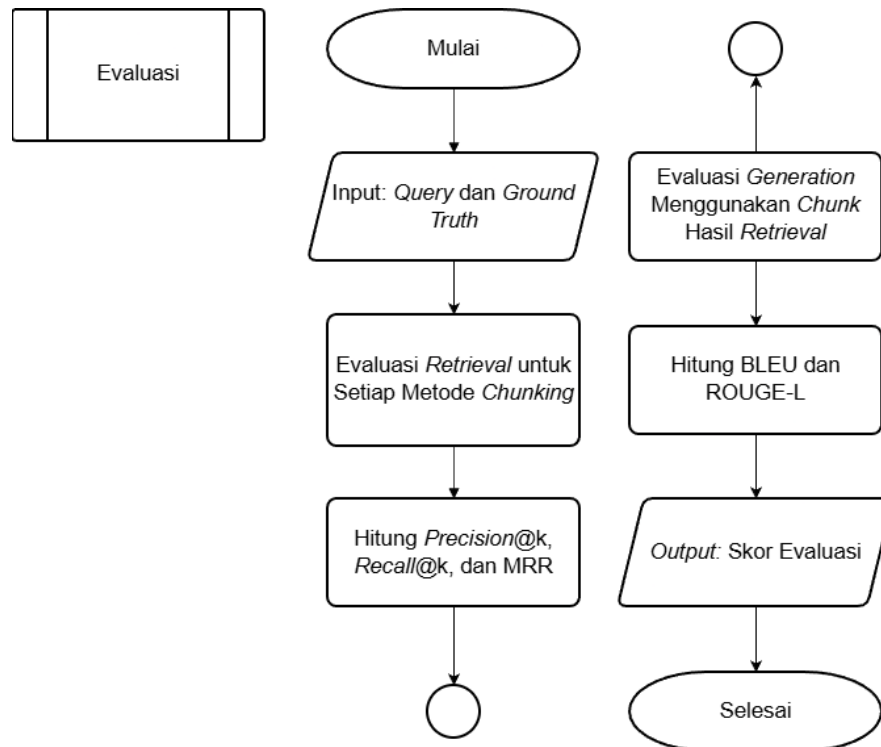 Evaluasi
Mulai
Input: Query dan Ground
Truth
Evaluasi Retrieval untuk
Setiap Metode Chunking
Hitung Precision@k,
Recall@k, dan MRR
Evaluasi Generation
Menggunakan Chunk
Hasil Retrieval
Hitung BLEU dan
ROUGE-L
Output: Skor Evaluasi
Selesai